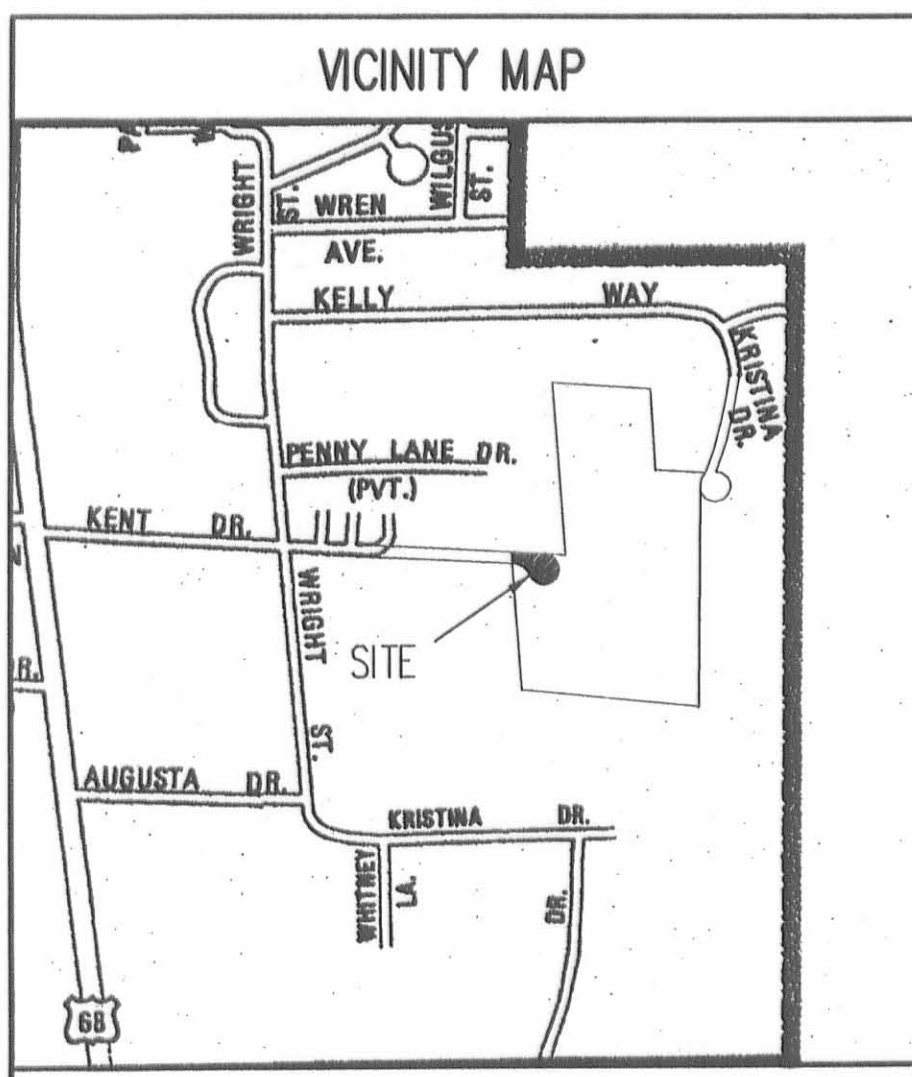 VICINITY MAP
WRIGHT ST.
WILGUS ST.
WREN AVE.
KELLY WAY
KRISTINA DR.
PENNY LANE DR.
(PVT.)
KENT DR.
WRIGHT ST.
SITE
DR.
AUGUSTA DR.
KRISTINA DR.
WHITNEY LA.
DR.
68